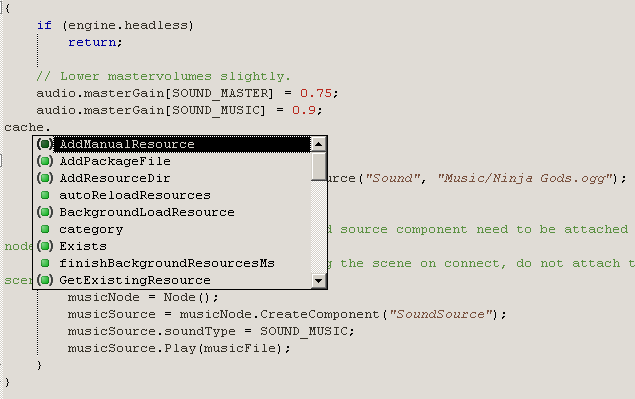 {
if (engine.headless)
return;
// Lower mastervolumes slightly.
audio.masterGain[SOUND_MASTER] = 0.75;
audio.masterGain[SOUND_MUSIC] = 0.9;
cache.
(●) AddManualResource
(●) AddPackageFile
(●) AddResourceDir urce("Sound", "Music/Ninja Gods.ogg");
autoReloadResources
(●) BackgroundLoadResource
category d source component need to be attached
node
(●) Exists
finishBackgroundResourcesMs g the scene on connect, do not attach t
scen
(●) GetExistingResource
musicNode = Node();
musicSource = musicNode.CreateComponent("SoundSource");
musicSource.soundType = SOUND_MUSIC;
musicSource.Play(musicFile);
}
}